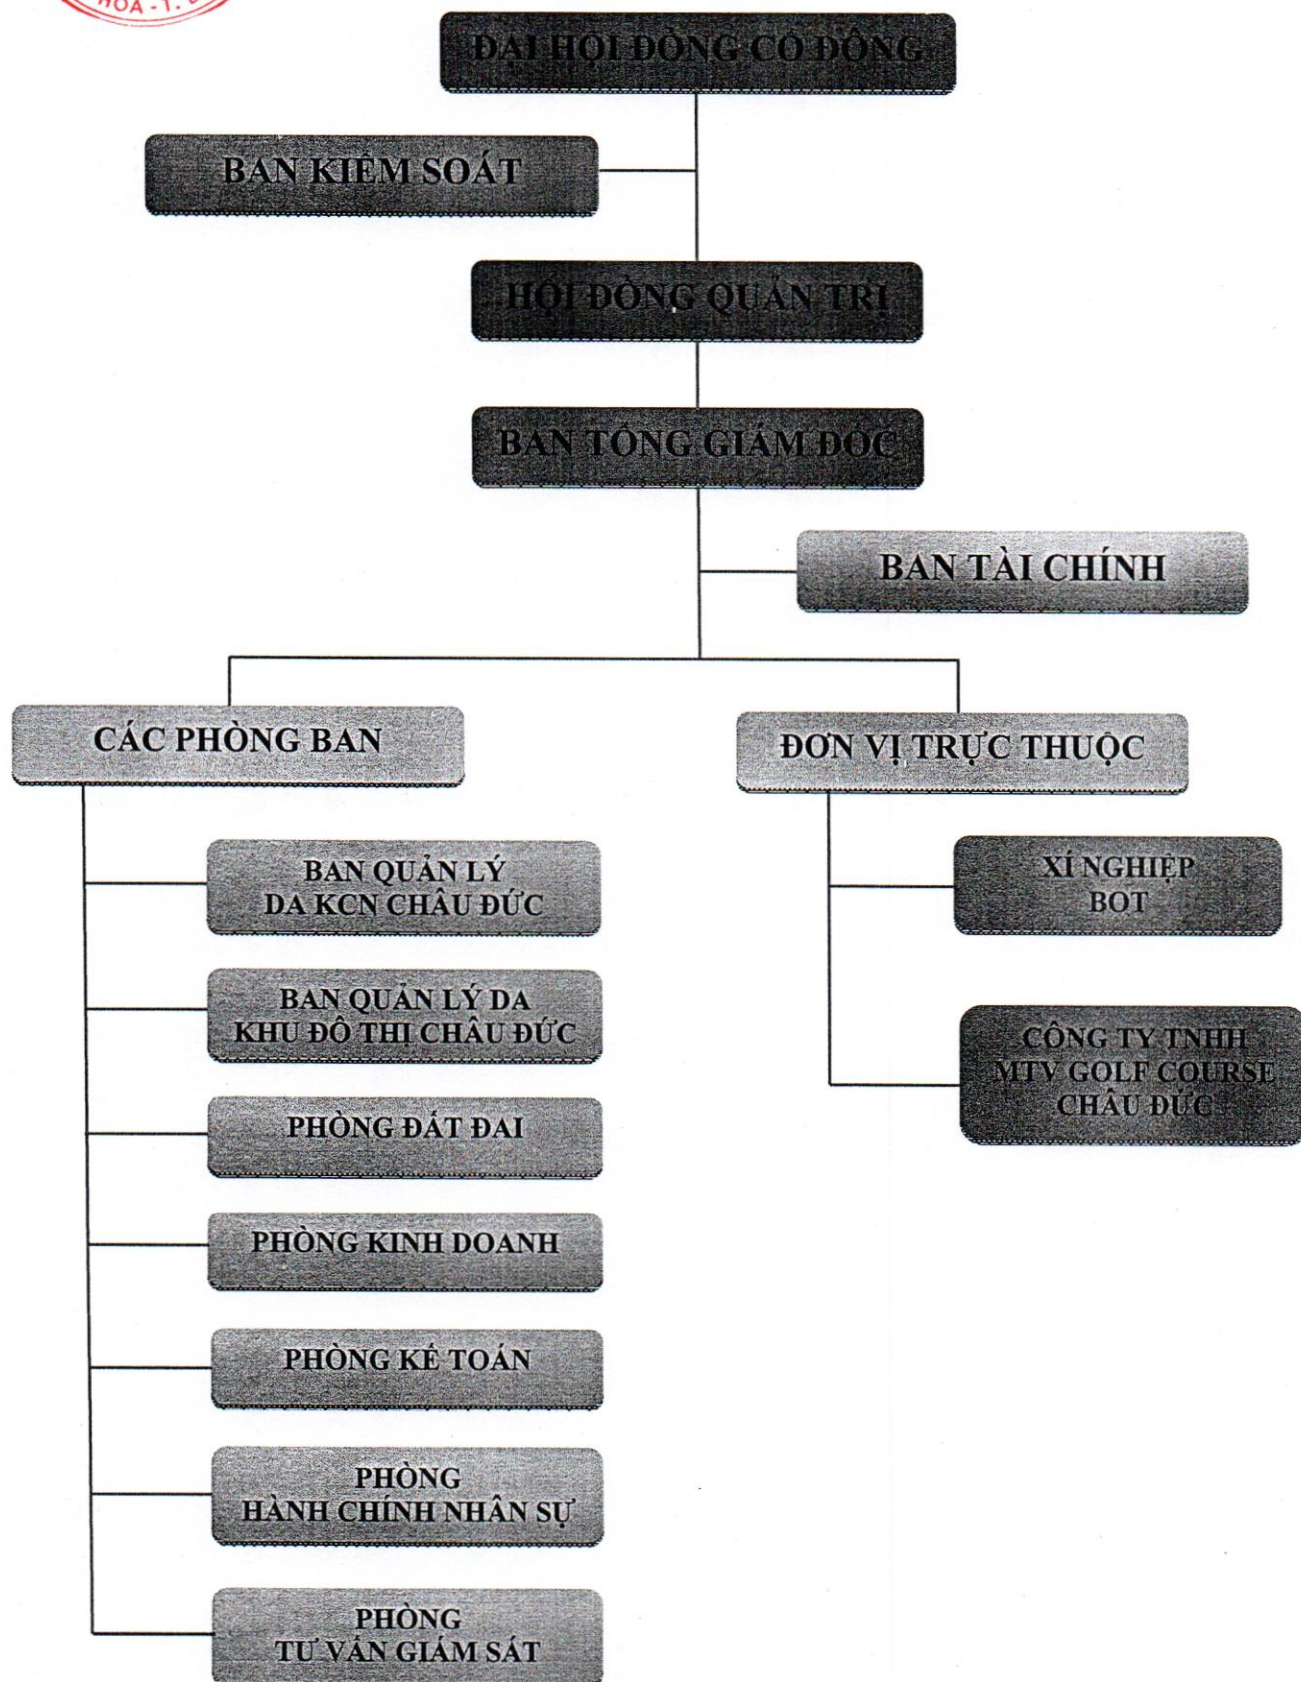 HÒA - T.
ĐẠI HỘI ĐỒNG CỔ ĐÔNG
BAN KIỂM SOÁT
HỘI ĐỒNG QUẢN TRỊ
BAN TỔNG GIÁM ĐỐC
BAN TÀI CHÍNH
CÁC PHÒNG BAN
ĐƠN VỊ TRỰC THUỘC
BAN QUẢN LÝ
DA KCN CHÂU ĐỨC
XÍ NGHIỆP
BOT
BAN QUẢN LÝ DA
KHU ĐÔ THỊ CHÂU ĐỨC
CÔNG TY TNHH
MTV GOLF COURSE
CHÂU ĐỨC
PHÒNG ĐẤT ĐAI
PHÒNG KINH DOANH
PHÒNG KẾ TOÁN
PHÒNG
HÀNH CHÍNH NHÂN SỰ
PHÒNG
TƯ VẤN GIÁM SÁT